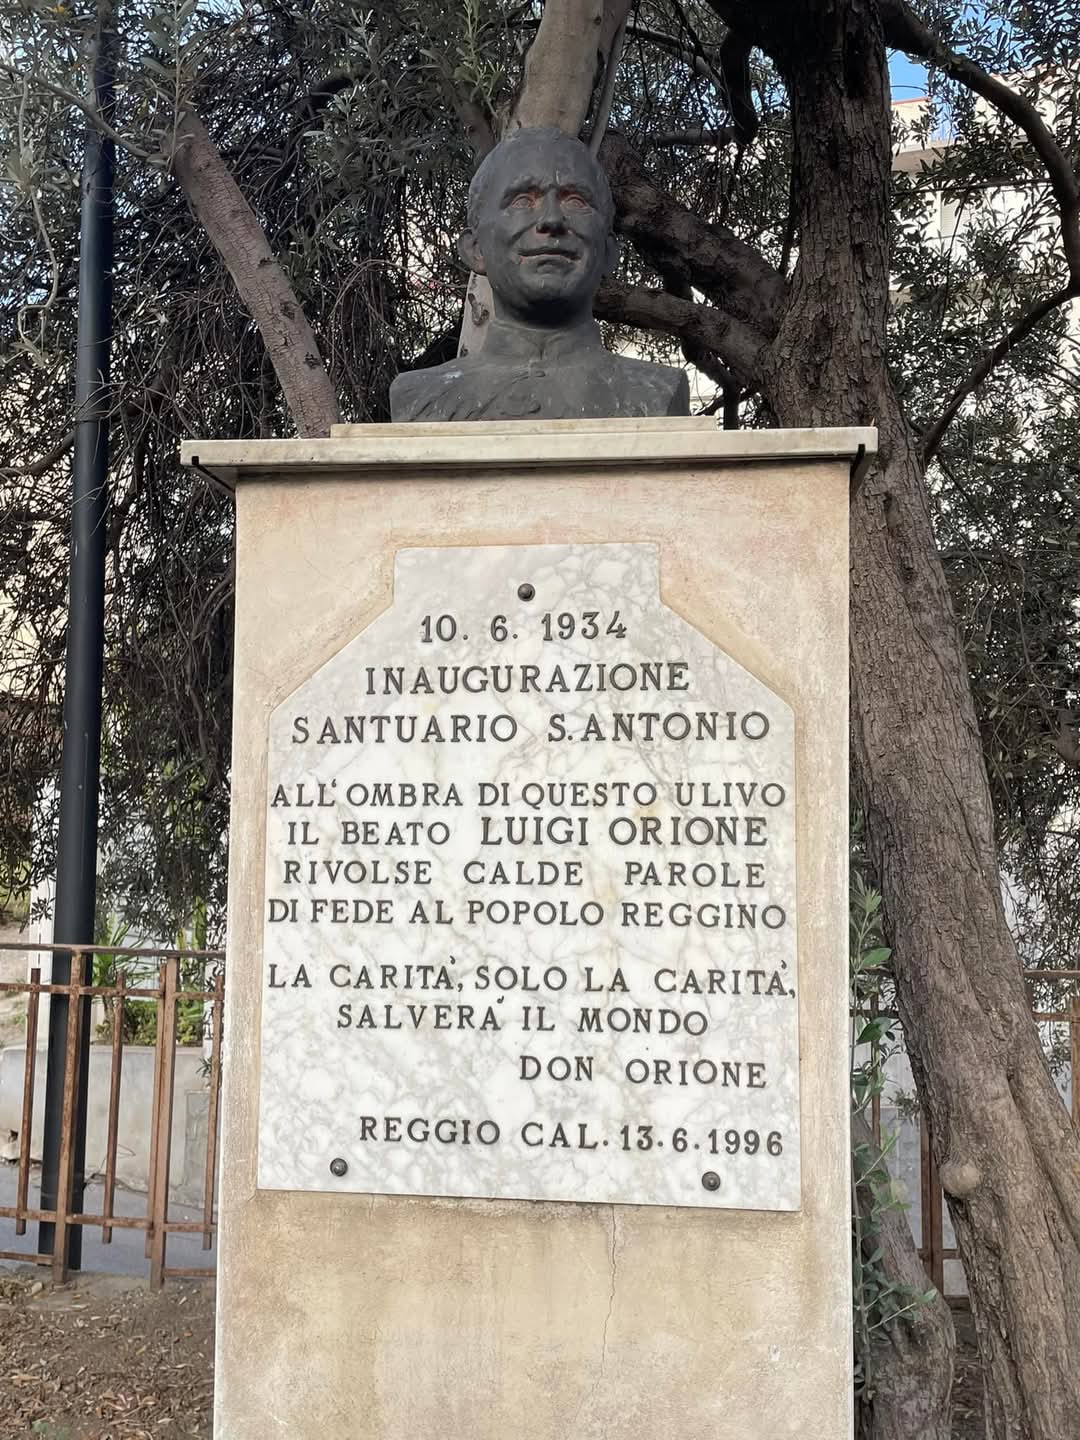 10. 6. 1934
INAUGURAZIONE
SANTUARIO S. ANTONIO
ALL'OMBRA DI QUESTO ULIVO
IL BEATO LUIGI ORIONE
RIVOLSE CALDE PAROLE
DI FEDE AL POPOLO REGGINO
LA CARITÀ, SOLO LA CARITÀ,
SALVERÀ IL MONDO
DON ORIONE
REGGIO CAL. 13.6.1996